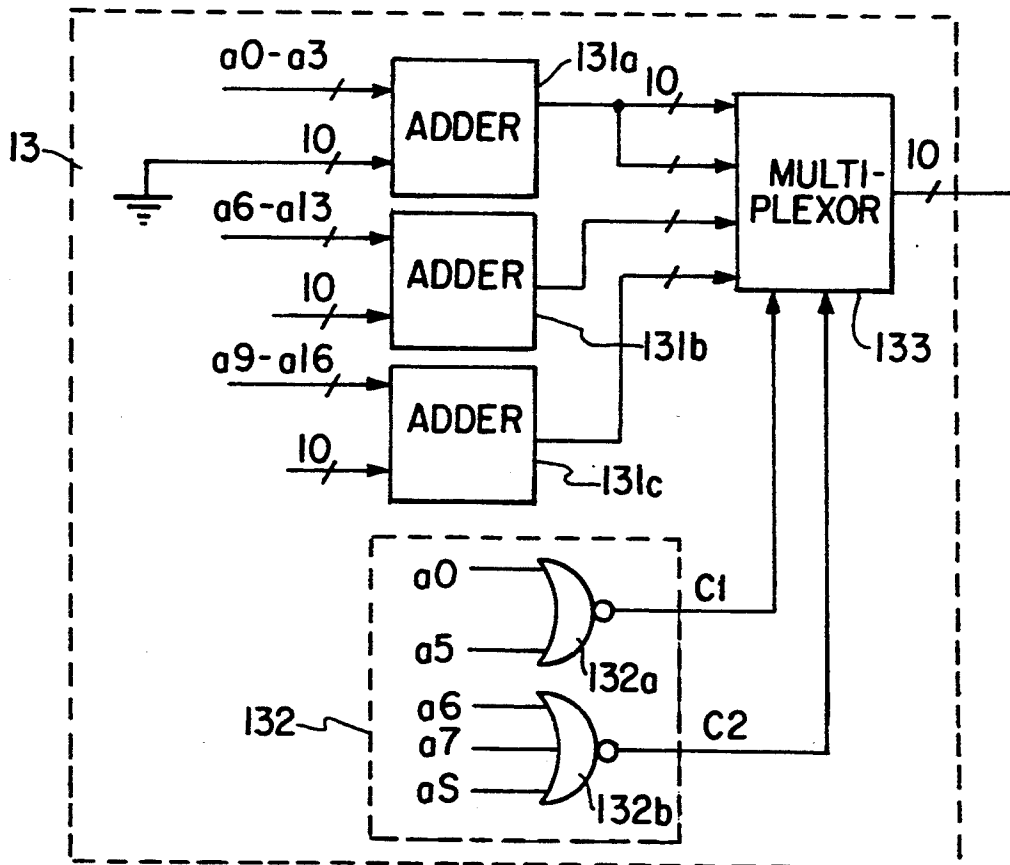 a0-a3
131a
10
ADDER
13
10
10
MULTI-
PLEXOR
a6-a13
ADDER
10
131b
133
a9-a16
ADDER
10
131c
a0
C1
a5
132a
132
a6
C2
a7
aS
132b